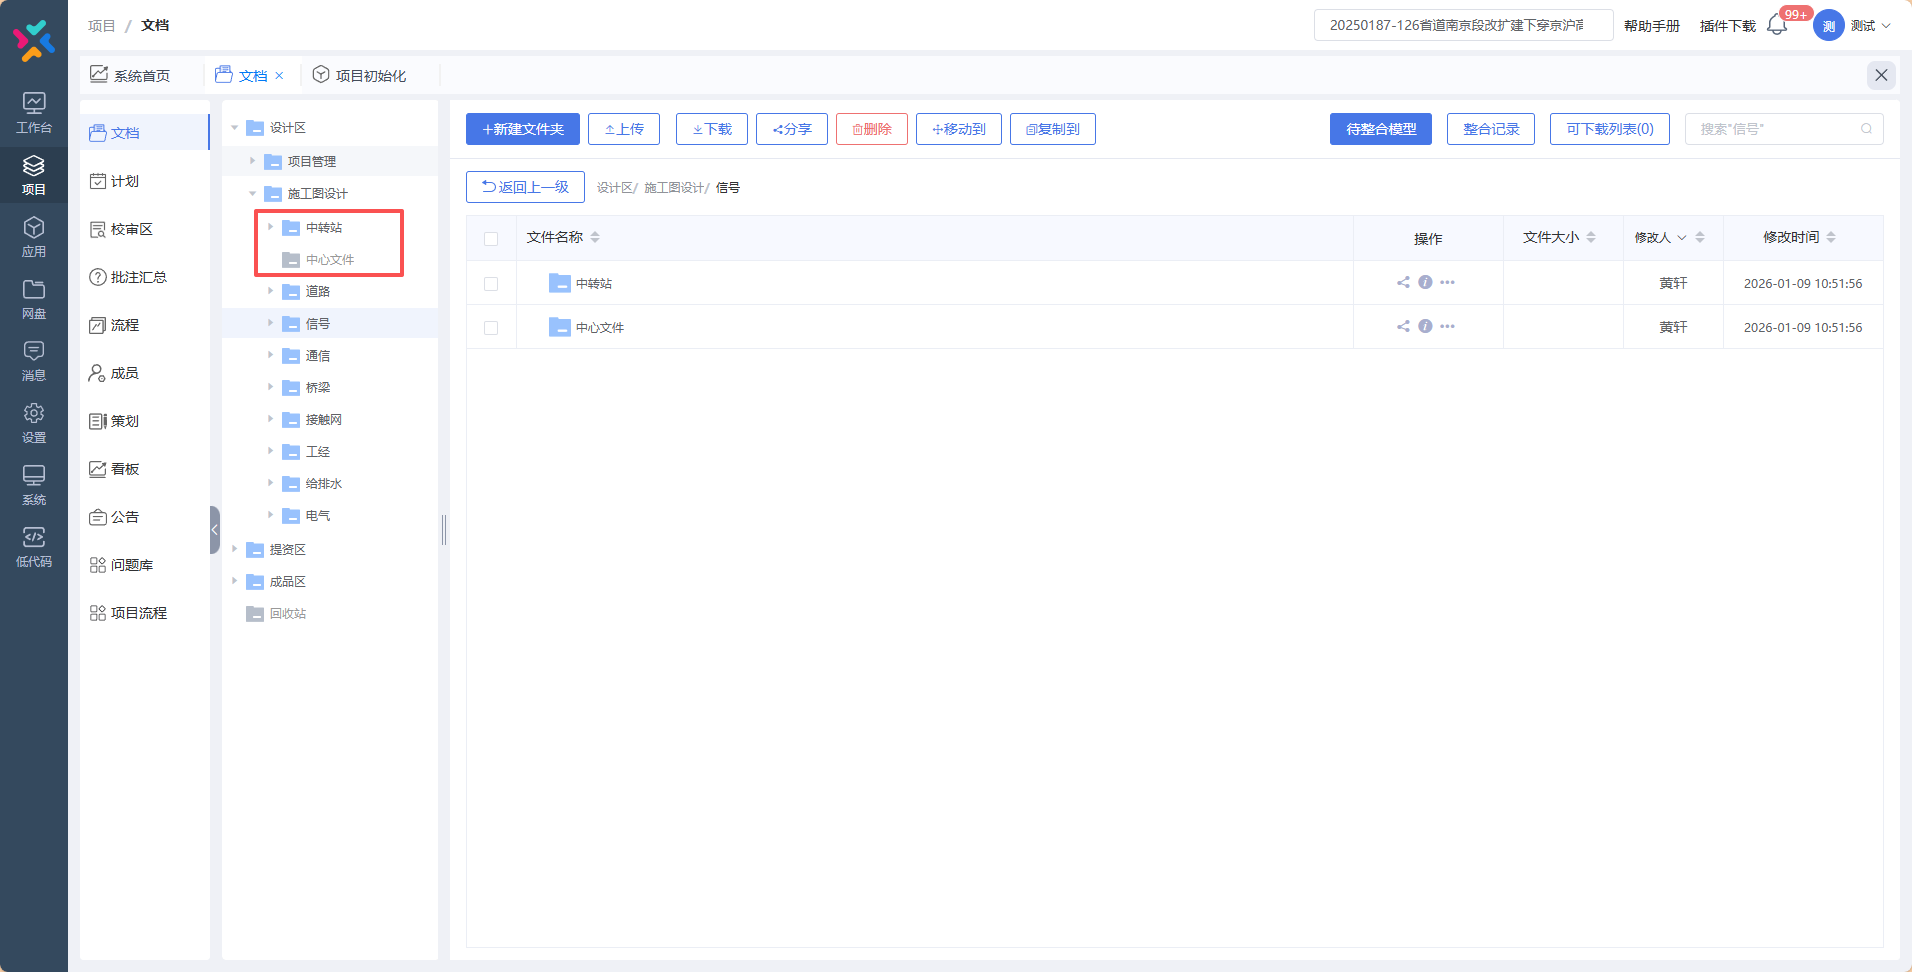 项目 / 文档
20250187-126省道南京段改扩建下穿京沪高
帮助手册
插件下载
99+
测
测试
工作台
项目
应用
网盘
消息
设置
系统
低代码
系统首页
文档
项目初始化
文档
计划
校审区
批注汇总
流程
成员
策划
看板
公告
问题库
项目流程
设计区
项目管理
施工图设计
中转站
中心文件
道路
信号
通信
桥梁
接触网
工经
给排水
电气
提资区
成品区
回收站
+新建文件夹
上传
下载
分享
删除
移动到
复制到
待整合模型
整合记录
可下载列表(0)
搜索"信号"
返回上一级
设计区/ 施工图设计/ 信号
文件名称 操作 文件大小 修改人 修改时间
中转站 黄轩 2026-01-09 10:51:56
中心文件 黄轩 2026-01-09 10:51:56